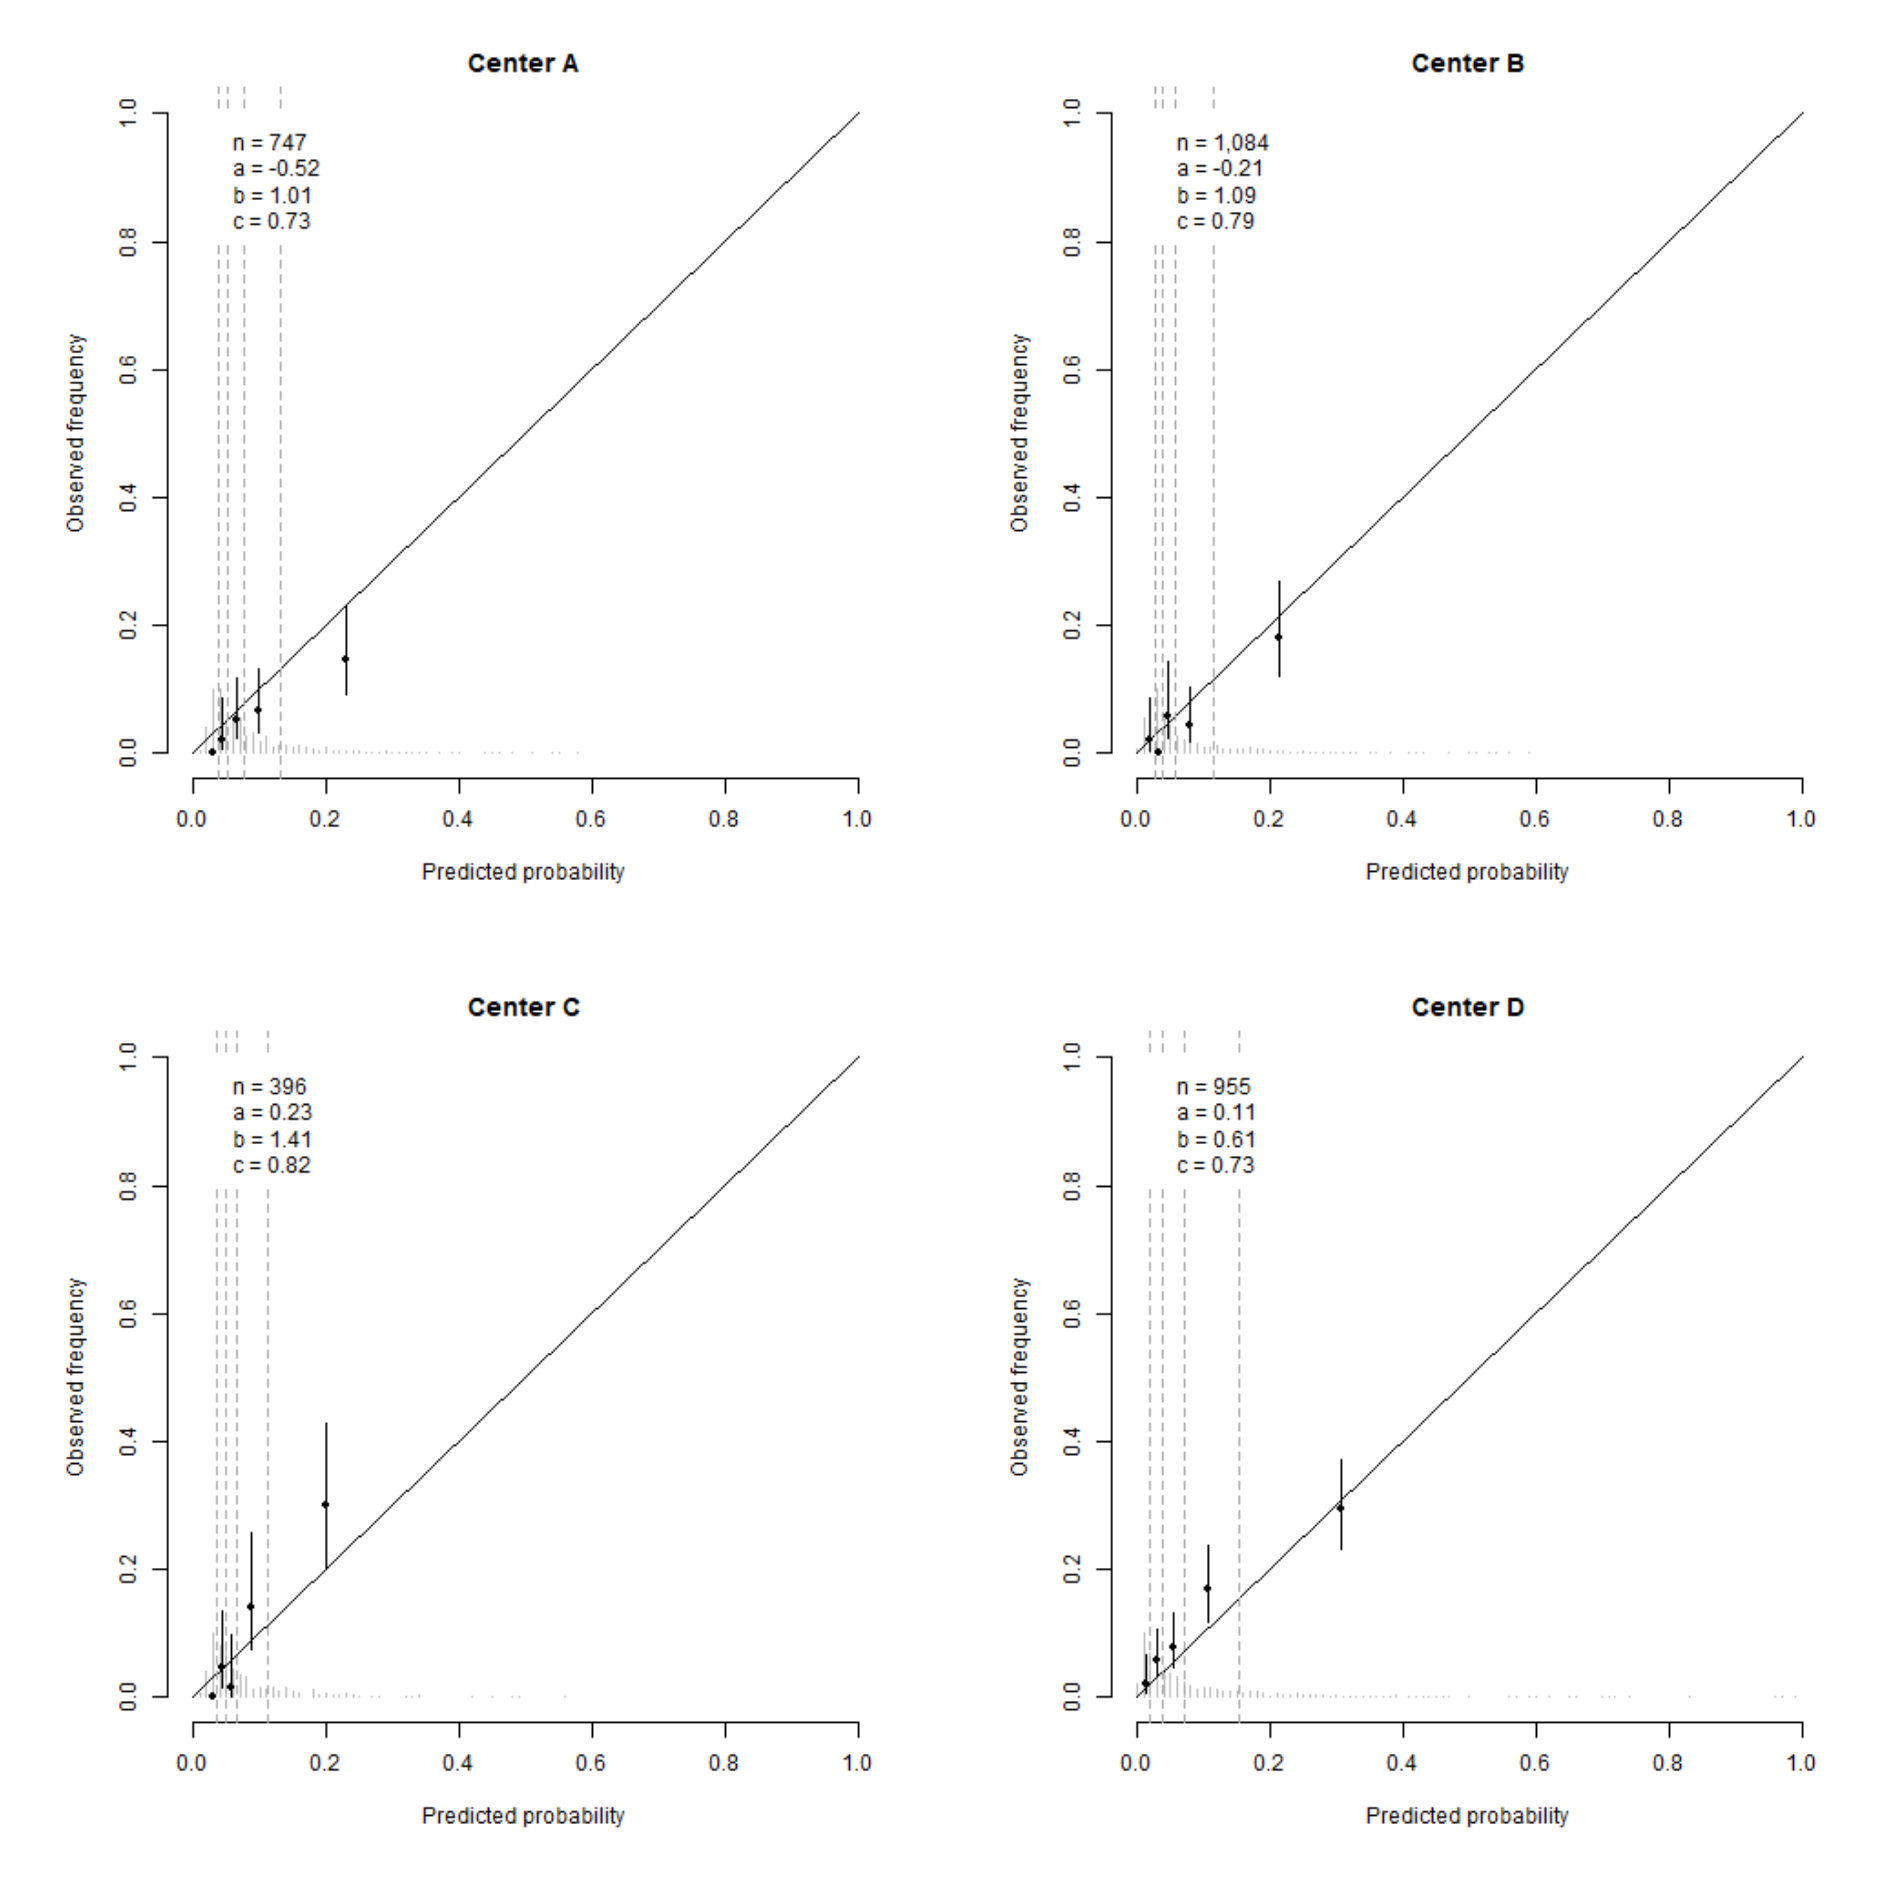 Center A
n = 747
a = -0.52
b = 1.01
c = 0.73
1.0
0.8
0.6
0.4
0.2
0.0
Observed frequency
0.0 0.2 0.4 0.6 0.8 1.0
Predicted probability
Center B
n = 1,084
a = -0.21
b = 1.09
c = 0.79
1.0
0.8
0.6
0.4
0.2
0.0
Observed frequency
0.0 0.2 0.4 0.6 0.8 1.0
Predicted probability
Center C
n = 396
a = 0.23
b = 1.41
c = 0.82
1.0
0.8
0.6
0.4
0.2
0.0
Observed frequency
0.0 0.2 0.4 0.6 0.8 1.0
Predicted probability
Center D
n = 955
a = 0.11
b = 0.61
c = 0.73
1.0
0.8
0.6
0.4
0.2
0.0
Observed frequency
0.0 0.2 0.4 0.6 0.8 1.0
Predicted probability